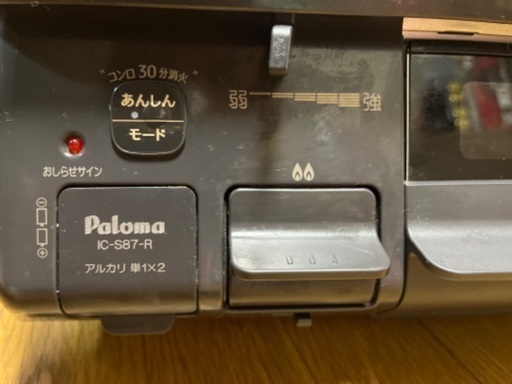 "コンロ30分消火"
あんしん
モード
弱 強
おしらせサイン
Paloma
IC-S87-R
アルカリ 単1×2